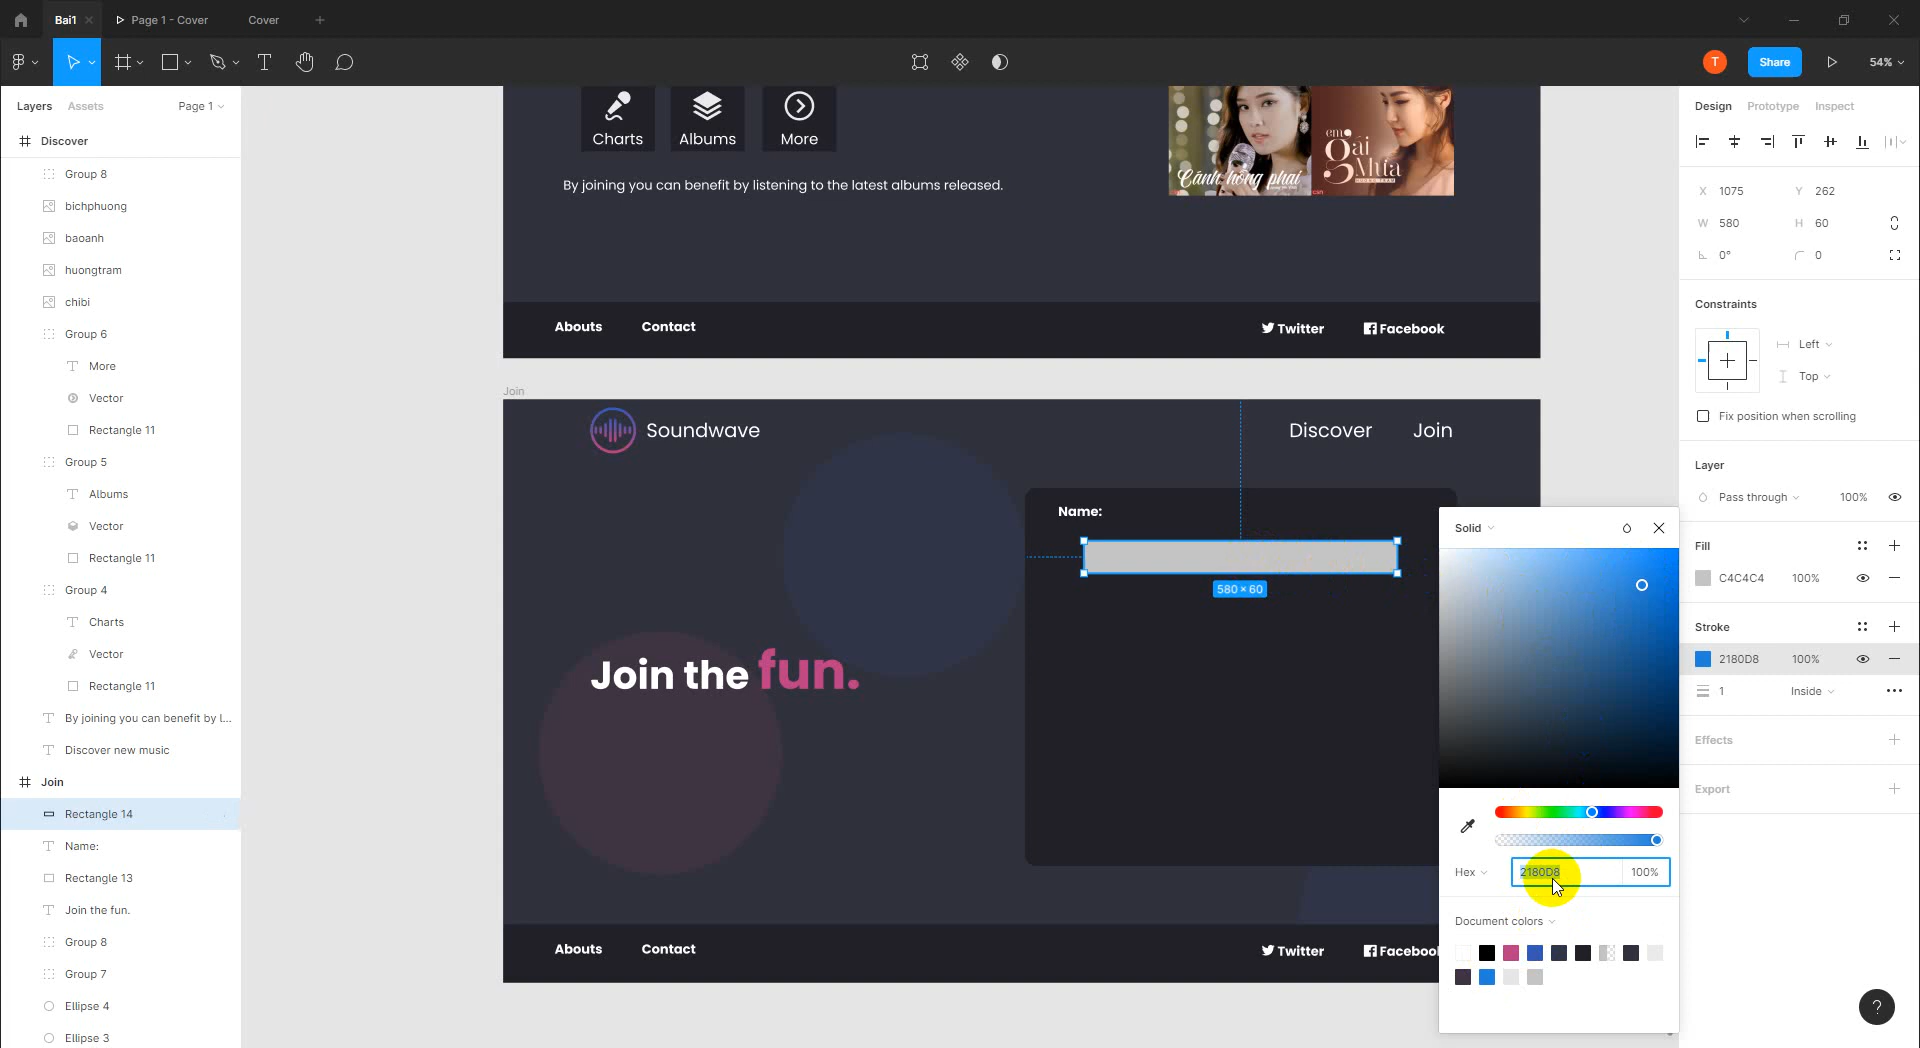 Bai1
Page 1 - Cover
Cover
T
Share
54%
Layers
Assets
Page 1
Discover
Group 8
bichphuong
baoanh
huongtram
chibi
Group 6
More
Vector
Rectangle 11
Group 5
Albums
Vector
Rectangle 11
Group 4
Charts
Vector
Rectangle 11
By joining you can benefit by l...
Discover new music
Join
Rectangle 14
Name:
Rectangle 13
Join the fun.
Group 8
Group 7
Ellipse 4
Ellipse 3
Charts
Albums
More
By joining you can benefit by listening to the latest albums released.
Cánh hồng phai
em
gái
Mưa
Abouts
Contact
Twitter
Facebook
Join
Soundwave
Discover
Join
Name:
580 × 60
Join the fun.
Abouts
Contact
Twitter
Facebook
Solid
Hex
2180D8
100%
Document colors
Design
Prototype
Inspect
X 1075
Y 262
W 580
H 60
0°
0
Constraints
Left
Top
Fix position when scrolling
Layer
Pass through
100%
Fill
C4C4C4
100%
Stroke
2180D8
100%
1
Inside
Effects
Export
?